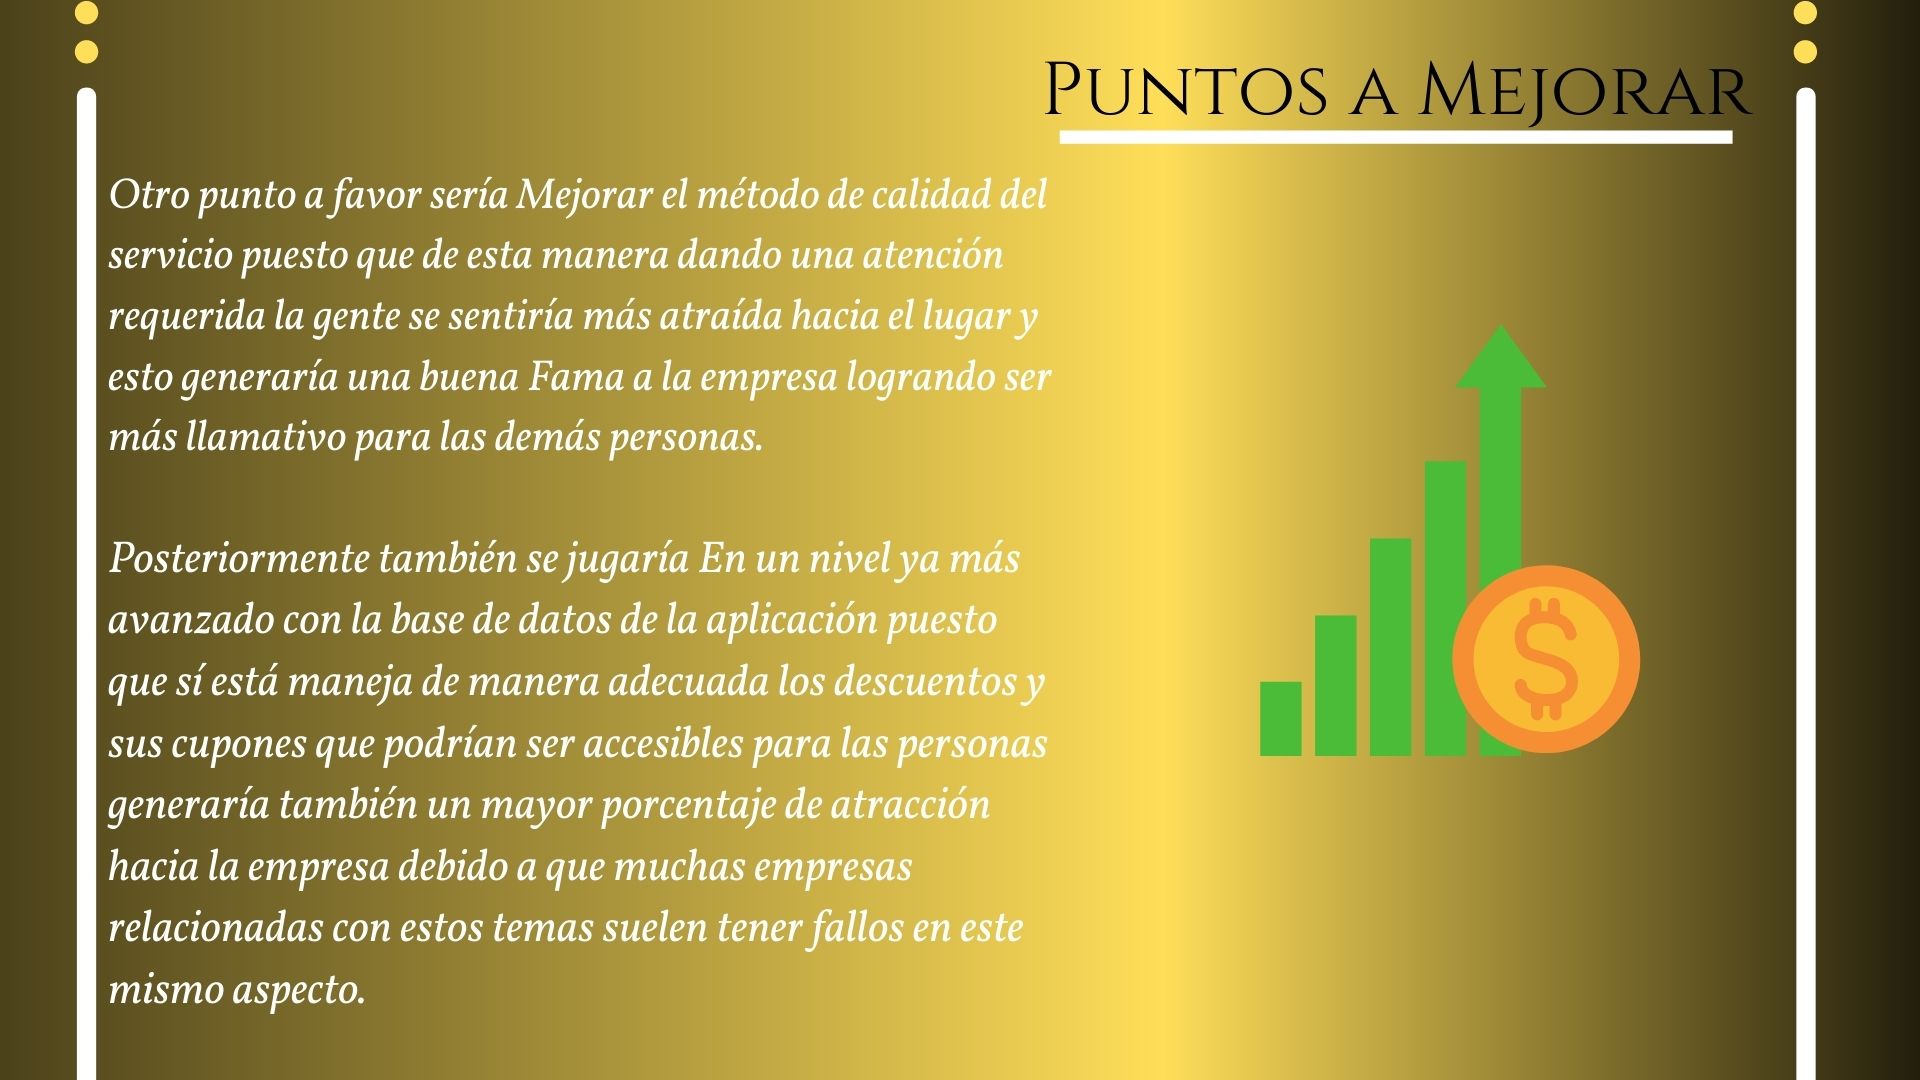 Puntos a Mejorar
Otro punto a favor sería Mejorar el método de calidad del
servicio puesto que de esta manera dando una atención
requerida la gente se sentiría más atraída hacia el lugar y
esto generaría una buena Fama a la empresa logrando ser
más llamativo para las demás personas.
Posteriormente también se jugaría En un nivel ya más
avanzado con la base de datos de la aplicación puesto
que sí está maneja de manera adecuada los descuentos y
sus cupones que podrían ser accesibles para las personas
generaría también un mayor porcentaje de atracción
hacia la empresa debido a que muchas empresas
relacionadas con estos temas suelen tener fallos en este
mismo aspecto.
$